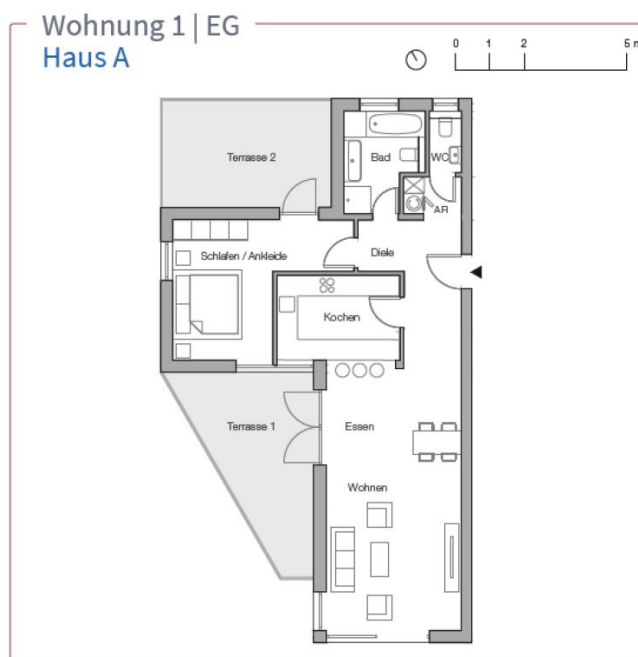 Wohnung 1 | EG
Haus A
0 1 2 5 m
Terrasse 2
Bad
WC
AR
Schlafen / Ankleide
Diele
Kochen
Terrasse 1
Essen
Wohnen